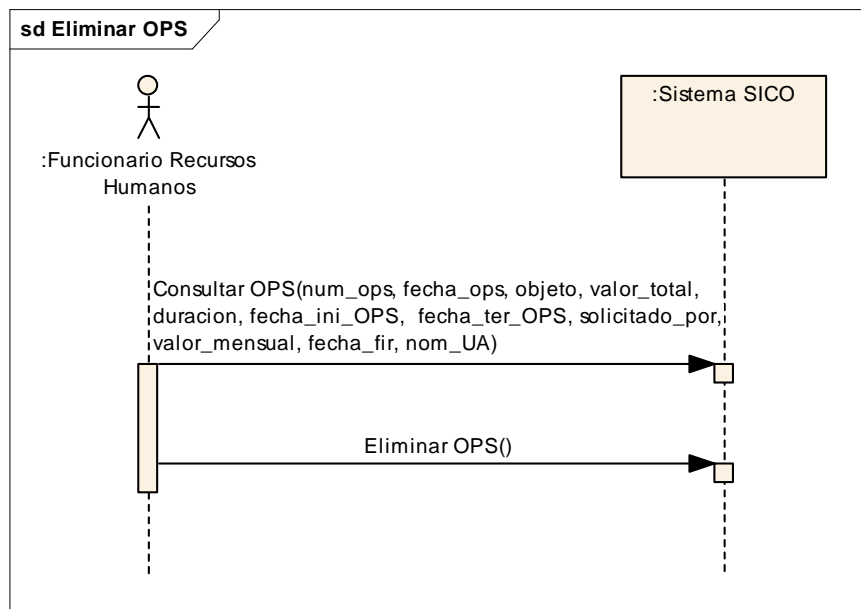 sd Eliminar OPS
:Funcionario Recursos
Humanos
:Sistema SICO
Consultar OPS(num_ops, fecha_ops, objeto, valor_total,
duracion, fecha_ini_OPS, fecha_ter_OPS, solicitado_por,
valor_mensual, fecha_fir, nom_UA)
Eliminar OPS()